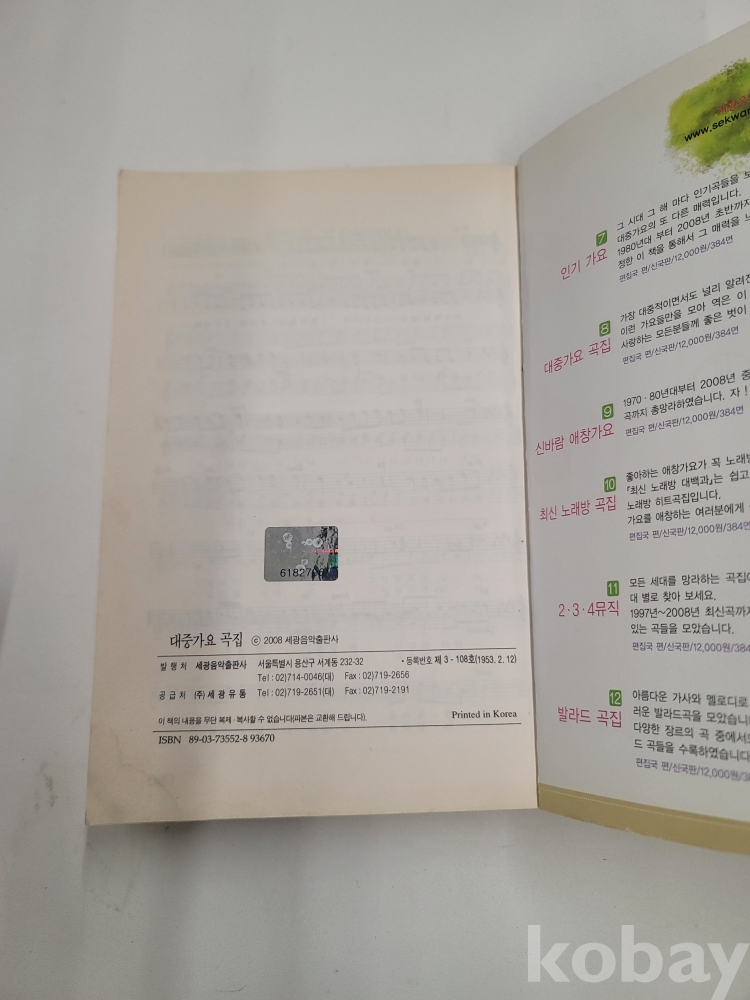 대중가요 곡집 ⓒ 2008 세광음악출판사
발 행 처 세광음악출판사 서울특별시 용산구 서계동 232-32 • 등록번호 제 3 - 108호(1953. 2. 12)
Tel : 02)714-0046(대) Fax : 02)719-2656
공 급 처 (주) 세 광 유 통 Tel : 02)719-2651(대) Fax : 02)719-2191
이 책의 내용을 무단 복제·복사할 수 없습니다(파본은 교환해 드립니다). Printed in Korea
ISBN 89-03-73552-8 93670
www.sekwan
7
인기 가요
그 시대 그 해 마다 인기곡들을
대중가요의 또 다른 매력입니다.
1980년대 부터 2008년 초반까지
정한 이 책을 통해서 그 매력을
편집국 편/신국판/12,000원/384면
8
대중가요 곡집
가장 대중적이면서도 널리
이런 가요들만을 모아 엮은 이
사랑하는 모든분들께 좋은 벗이
편집국 편/신국판/12,000원/384면
9
신바람 애창가요
1970·80년대부터 2008년 중
곡까지 총망라하였습니다. 자!
편집국 편/신국판/12,000원/384면
10
최신 노래방 곡집
좋아하는 애창가요가 꼭 노래방
『최신 노래방 대백과』는 쉽고
노래방 히트곡집입니다.
가요를 애창하는 여러분에게
편집국 편/신국판/12,000원/384면
11
2·3·4뮤직
모든 세대를 망라하는 곡집
대 별로 찾아 보세요.
1997년~2008년 최신곡까지
있는 곡들을 모았습니다.
편집국 편/신국판/12,000원/384
12
발라드 곡집
아름다운 가사와 멜로디로
러운 발라드곡을 모았습니다
다양한 장르의 곡 중에서
드 곡들을 수록하였습니다
편집국 편/신국판/12,000원/
kobay